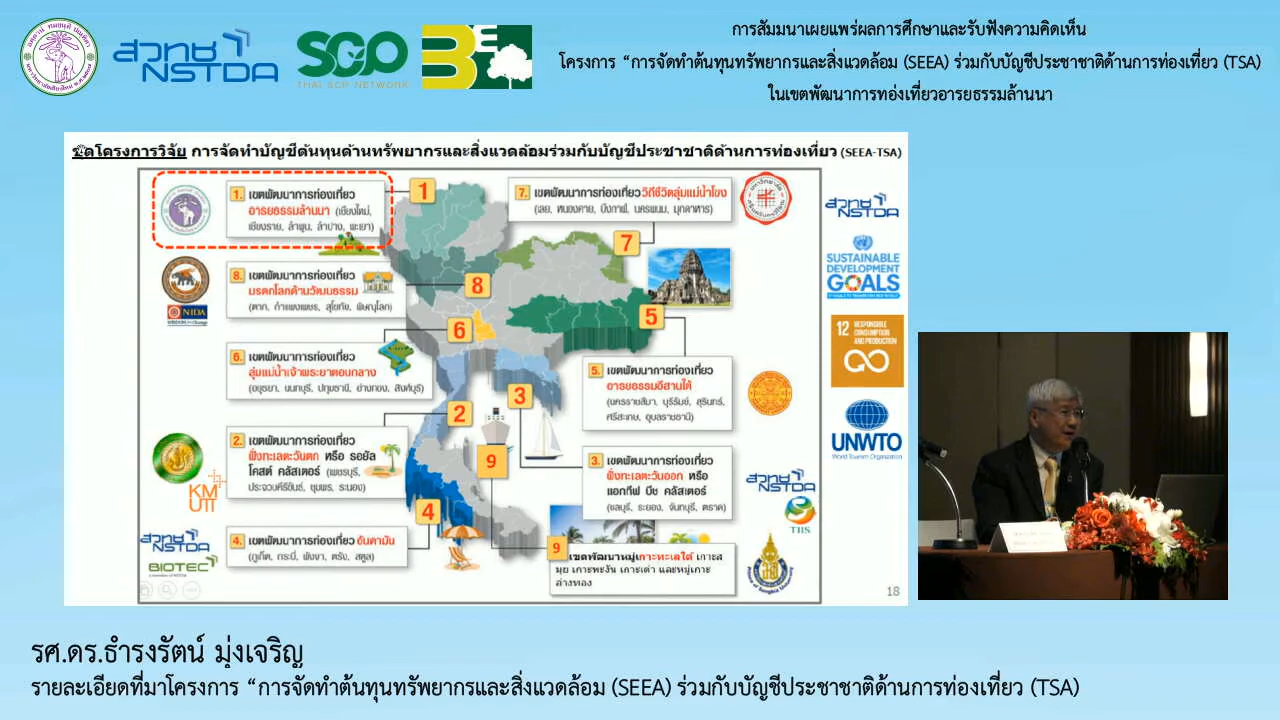 สวทช
NSTDA
SCP
THAI SCP NETWORK
BE
การสัมมนาเผยแพร่ผลการศึกษาและรับฟังความคิดเห็น
โครงการ “การจัดทำต้นทุนทรัพยากรและสิ่งแวดล้อม (SEEA) ร่วมกับบัญชีประชาชาติด้านการท่องเที่ยว (TSA)
ในเขตพัฒนาการทอ่งเที่ยวอารยธรรมล้านนา
ชุดโครงการวิจัย การจัดทำบัญชีต้นทุนด้านทรัพยากรและสิ่งแวดล้อมร่วมกับบัญชีประชาชาติด้านการท่องเที่ยว (SEEA-TSA)
1. เขตพัฒนาการท่องเที่ยว
อารยธรรมล้านนา (เชียงใหม่,
เชียงราย, ลำพูน, ลำปาง, พะเยา)
1
7. เขตพัฒนาการท่องเที่ยว วิถีชีวิตลุ่มแม่น้ำโขง
(เลย, หนองคาย, บึงกาฬ, นครพนม, มุกดาหาร)
7
สวทช
NSTDA
SUSTAINABLE
DEVELOPMENT
GOALS
8. เขตพัฒนาการท่องเที่ยว
มรดกโลกด้านวัฒนธรรม
(ตาก, กำแพงเพชร, สุโขทัย, พิษณุโลก)
8
NIDA
6. เขตพัฒนาการท่องเที่ยว
ลุ่มแม่น้ำเจ้าพระยาตอนกลาง
(อยุธยา, นนทบุรี, ปทุมธานี, อ่างทอง, สิงห์บุรี)
6
5
12 RESPONSIBLE
CONSUMPTION
AND PRODUCTION
5. เขตพัฒนาการท่องเที่ยว
อารยธรรมอีสานใต้
(นครราชสีมา, บุรีรัมย์, สุรินทร์,
ศรีสะเกษ, อุบลราชธานี)
UNWTO
World Tourism Organization
2. เขตพัฒนาการท่องเที่ยว
ฝั่งทะเลตะวันตก หรือ รอยัล
โคสต์ คลัสเตอร์ (เพชรบุรี,
ประจวบคีรีขันธ์, ชุมพร, ระนอง)
2
3
9
KM
UTT
3. เขตพัฒนาการท่องเที่ยว
ฝั่งทะเลตะวันออก หรือ
แอกทีฟ บีช คลัสเตอร์
(ชลบุรี, ระยอง, จันทบุรี, ตราด)
สวทช
NSTDA
TIIS
สวทช
NSTDA
BIOTEC
4. เขตพัฒนาการท่องเที่ยว อันดามัน
(ภูเก็ต, กระบี่, พังงา, ตรัง, สตูล)
4
9 เขตพัฒนาหมู่เกาะทะเลใต้ เกาะส
มุย เกาะพะงัน เกาะเต่า และหมู่เกาะ
อ่างทอง
18
รศ.ดร.ธำรงรัตน์ มุ่งเจริญ
รายละเอียดที่มาโครงการ “การจัดทำต้นทุนทรัพยากรและสิ่งแวดล้อม (SEEA) ร่วมกับบัญชีประชาชาติด้านการท่องเที่ยว (TSA)